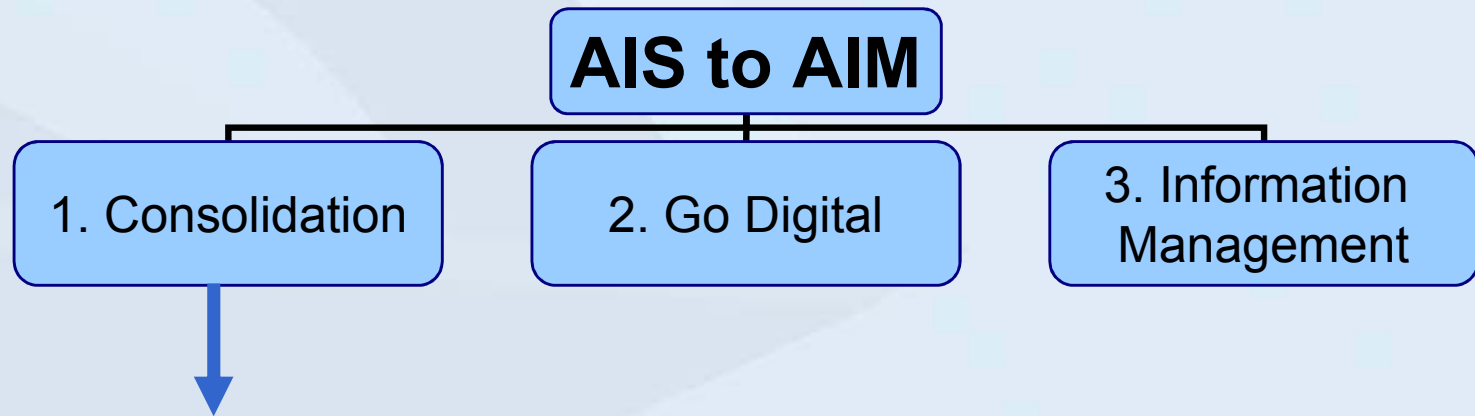 AIS to AIM
1. Consolidation
2. Go Digital
3. Information
Management